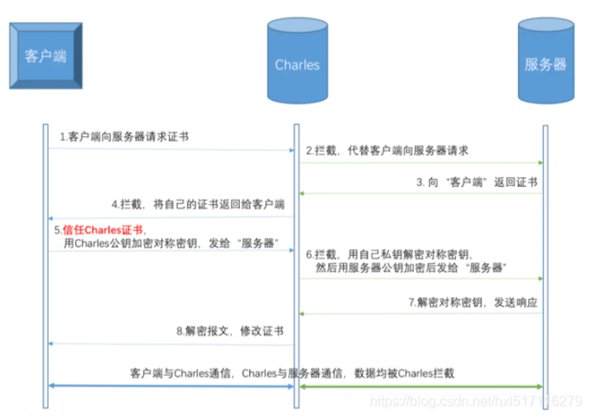 客户端
Charles
服务器
1.客户端向服务器请求证书
2.拦截，代替客户端向服务器请求
3. 向“客户端”返回证书
4.拦截，将自己的证书返回给客户端
5.信任Charles证书，
用Charles公钥加密对称密钥，发给“服务器”
6.拦截，用自己私钥解密对称密钥，
然后用服务器公钥加密后发给“服务器”
7.解密对称密钥，发送响应
8.解密报文，修改证书
客户端与Charles通信，Charles与服务器通信，数据均被Charles拦截